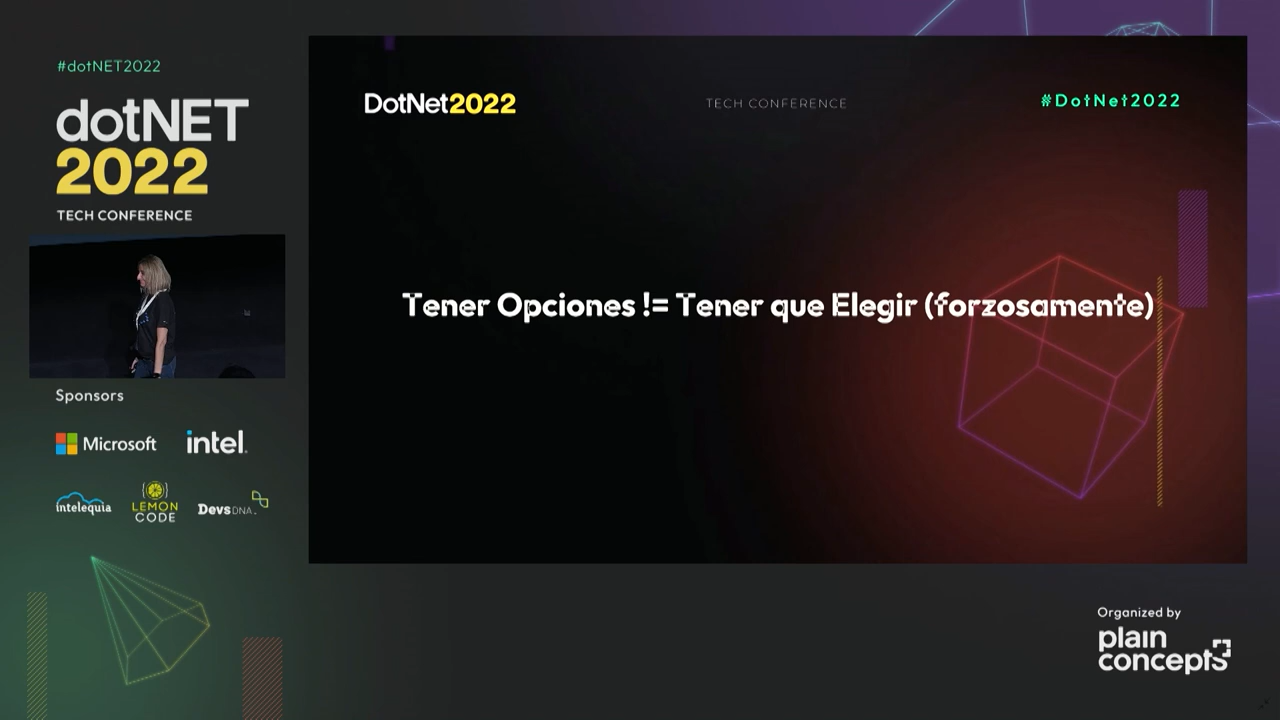 #dotNET2022
dotNET
2022
TECH CONFERENCE
DotNet2022
TECH CONFERENCE
#DotNet2022
Tener Opciones != Tener que Elegir (forzosamente)
Sponsors
Microsoft
intel.
intelequia
LEMON
CODE
DevsDNA
Organized by
plain
concepts